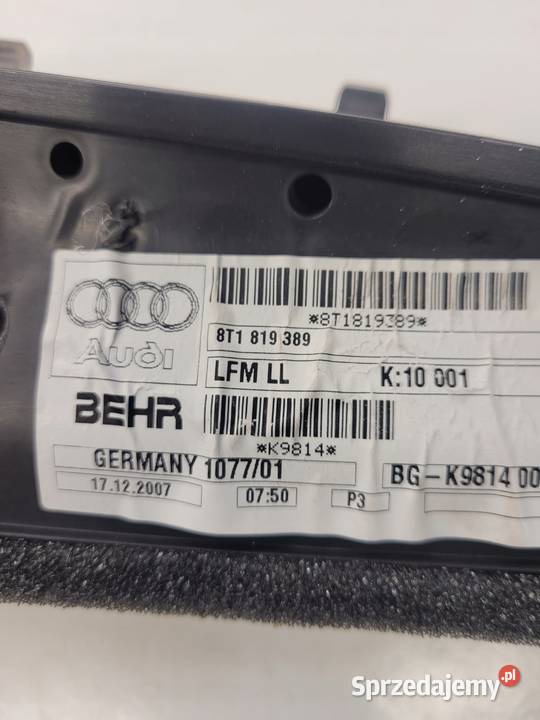 *8T1819389*
Audi
8T1 819 389
LFM LL K:10 001
BEHR
*K9814*
GERMANY 1077/01 BG-K9814 00
17.12.2007 07:50 P3
Sprzedajemy.pl